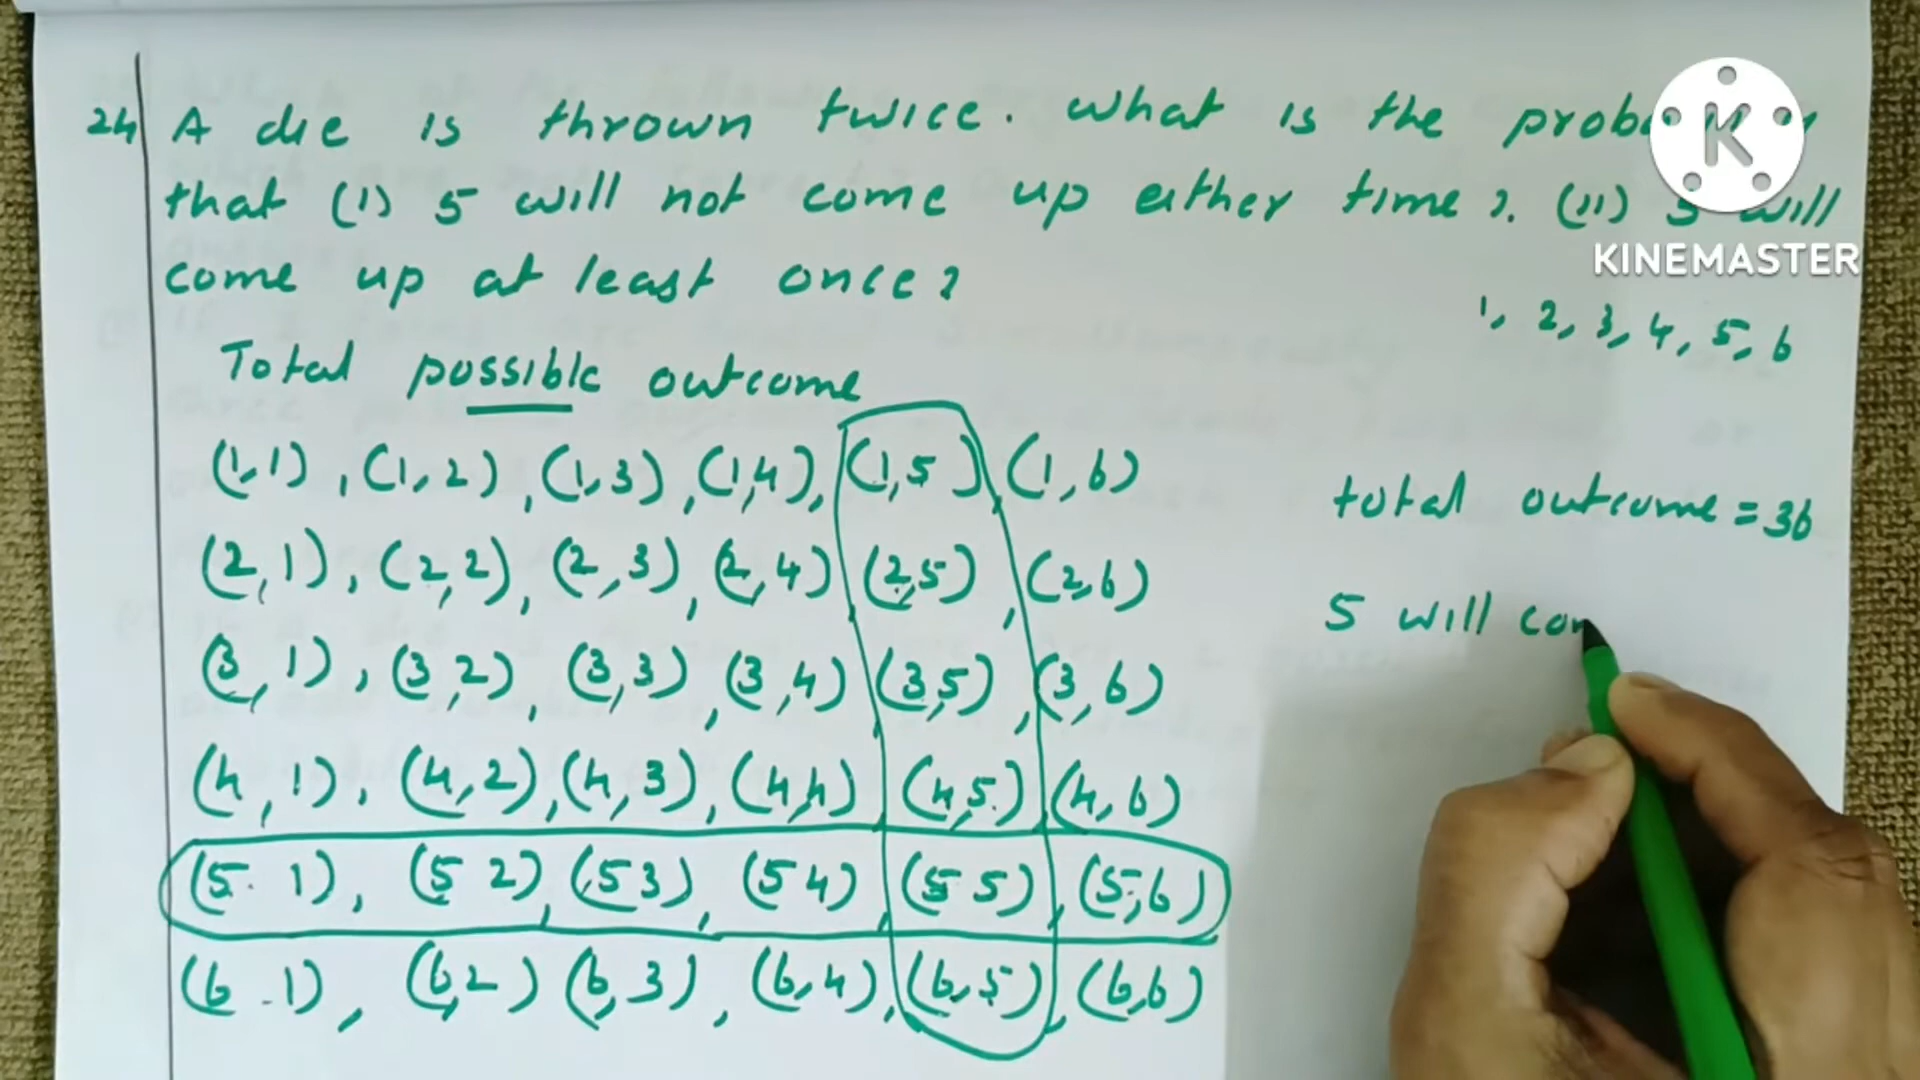 24 A die is thrown twice. what is the
that (i) 5 will not come up either time?. (ii) 5 will
come up at least once?
K
KINEMASTER
1, 2, 3, 4, 5, 6
Total possible outcome
(1,1), (1,2), (1,3), (1,4), (1,5), (1,6)
(2,1), (2,2), (2,3), (2,4), (2,5), (2,6)
(3,1), (3,2), (3,3), (3,4), (3,5), (3,6)
(4,1), (4,2), (4,3), (4,4), (4,5), (4,6)
(5.1), (5 2), (5 3), (5 4), (5 5), (5,6)
(6.1), (6,2) (6,3), (6,4), (6,5), (6,6)
total outcome = 36
5 will